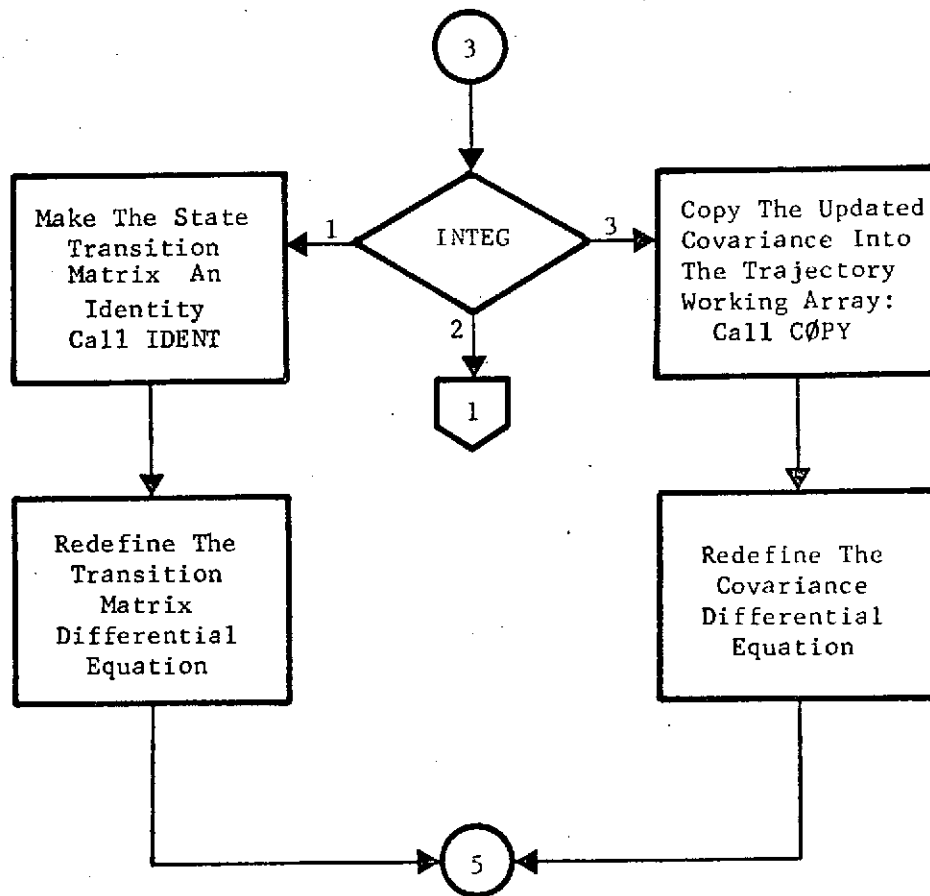 3
INTEG
1
3
2
Make The State
Transition
Matrix An
Identity
Call IDENT
Copy The Updated
Covariance Into
The Trajectory
Working Array:
Call CØPY
1
Redefine The
Transition
Matrix
Differential
Equation
Redefine The
Covariance
Differential
Equation
5